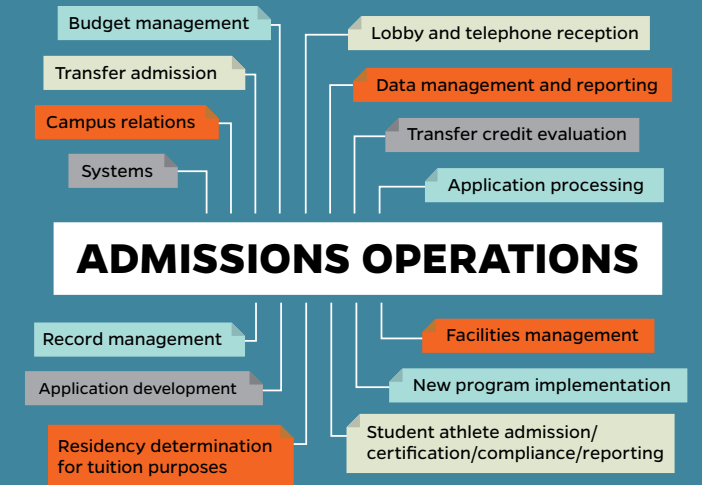 Budget management
Lobby and telephone reception
Transfer admission
Data management and reporting
Campus relations
Transfer credit evaluation
Systems
Application processing
ADMISSIONS OPERATIONS
Record management
Facilities management
Application development
New program implementation
Residency determination
for tuition purposes
Student athlete admission/
certification/compliance/reporting